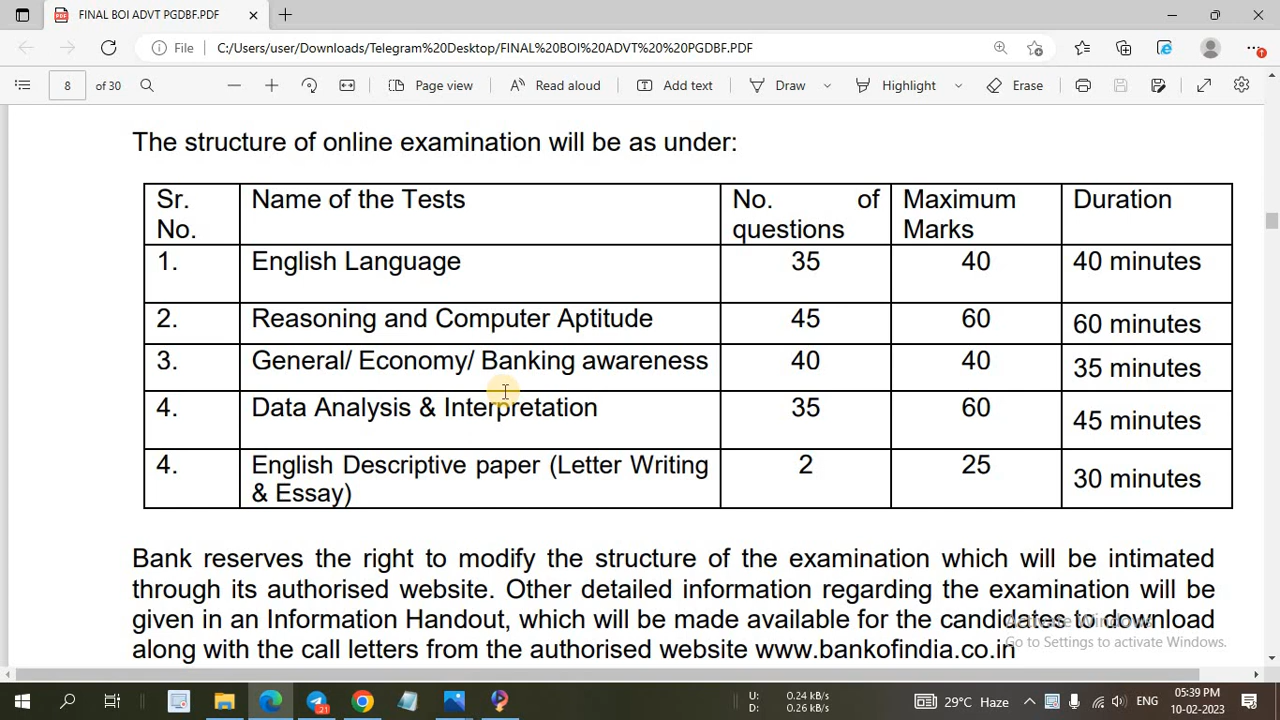 FINAL BOI ADVT PGDBF.PDF
File C:/Users/user/Downloads/Telegram%20Desktop/FINAL%20BOI%20ADVT%20%20PGDBF.PDF
8 of 30 Page view Read aloud Add text Draw Highlight Erase
The structure of online examination will be as under:
Sr. No. Name of the Tests No. of questions Maximum Marks Duration
1. English Language 35 40 40 minutes
2. Reasoning and Computer Aptitude 45 60 60 minutes
3. General/ Economy/ Banking awareness 40 40 35 minutes
4. Data Analysis & Interpretation 35 60 45 minutes
4. English Descriptive paper (Letter Writing & Essay) 2 25 30 minutes
Bank reserves the right to modify the structure of the examination which will be intimated
through its authorised website. Other detailed information regarding the examination will be
given in an Information Handout, which will be made available for the candidates to download
along with the call letters from the authorised website www.bankofindia.co.in
Activate Windows
Go to Settings to activate Windows.
21
U: 0.24 kB/s
D: 0.26 kB/s
29°C Haze
ENG
05:39 PM
10-02-2023